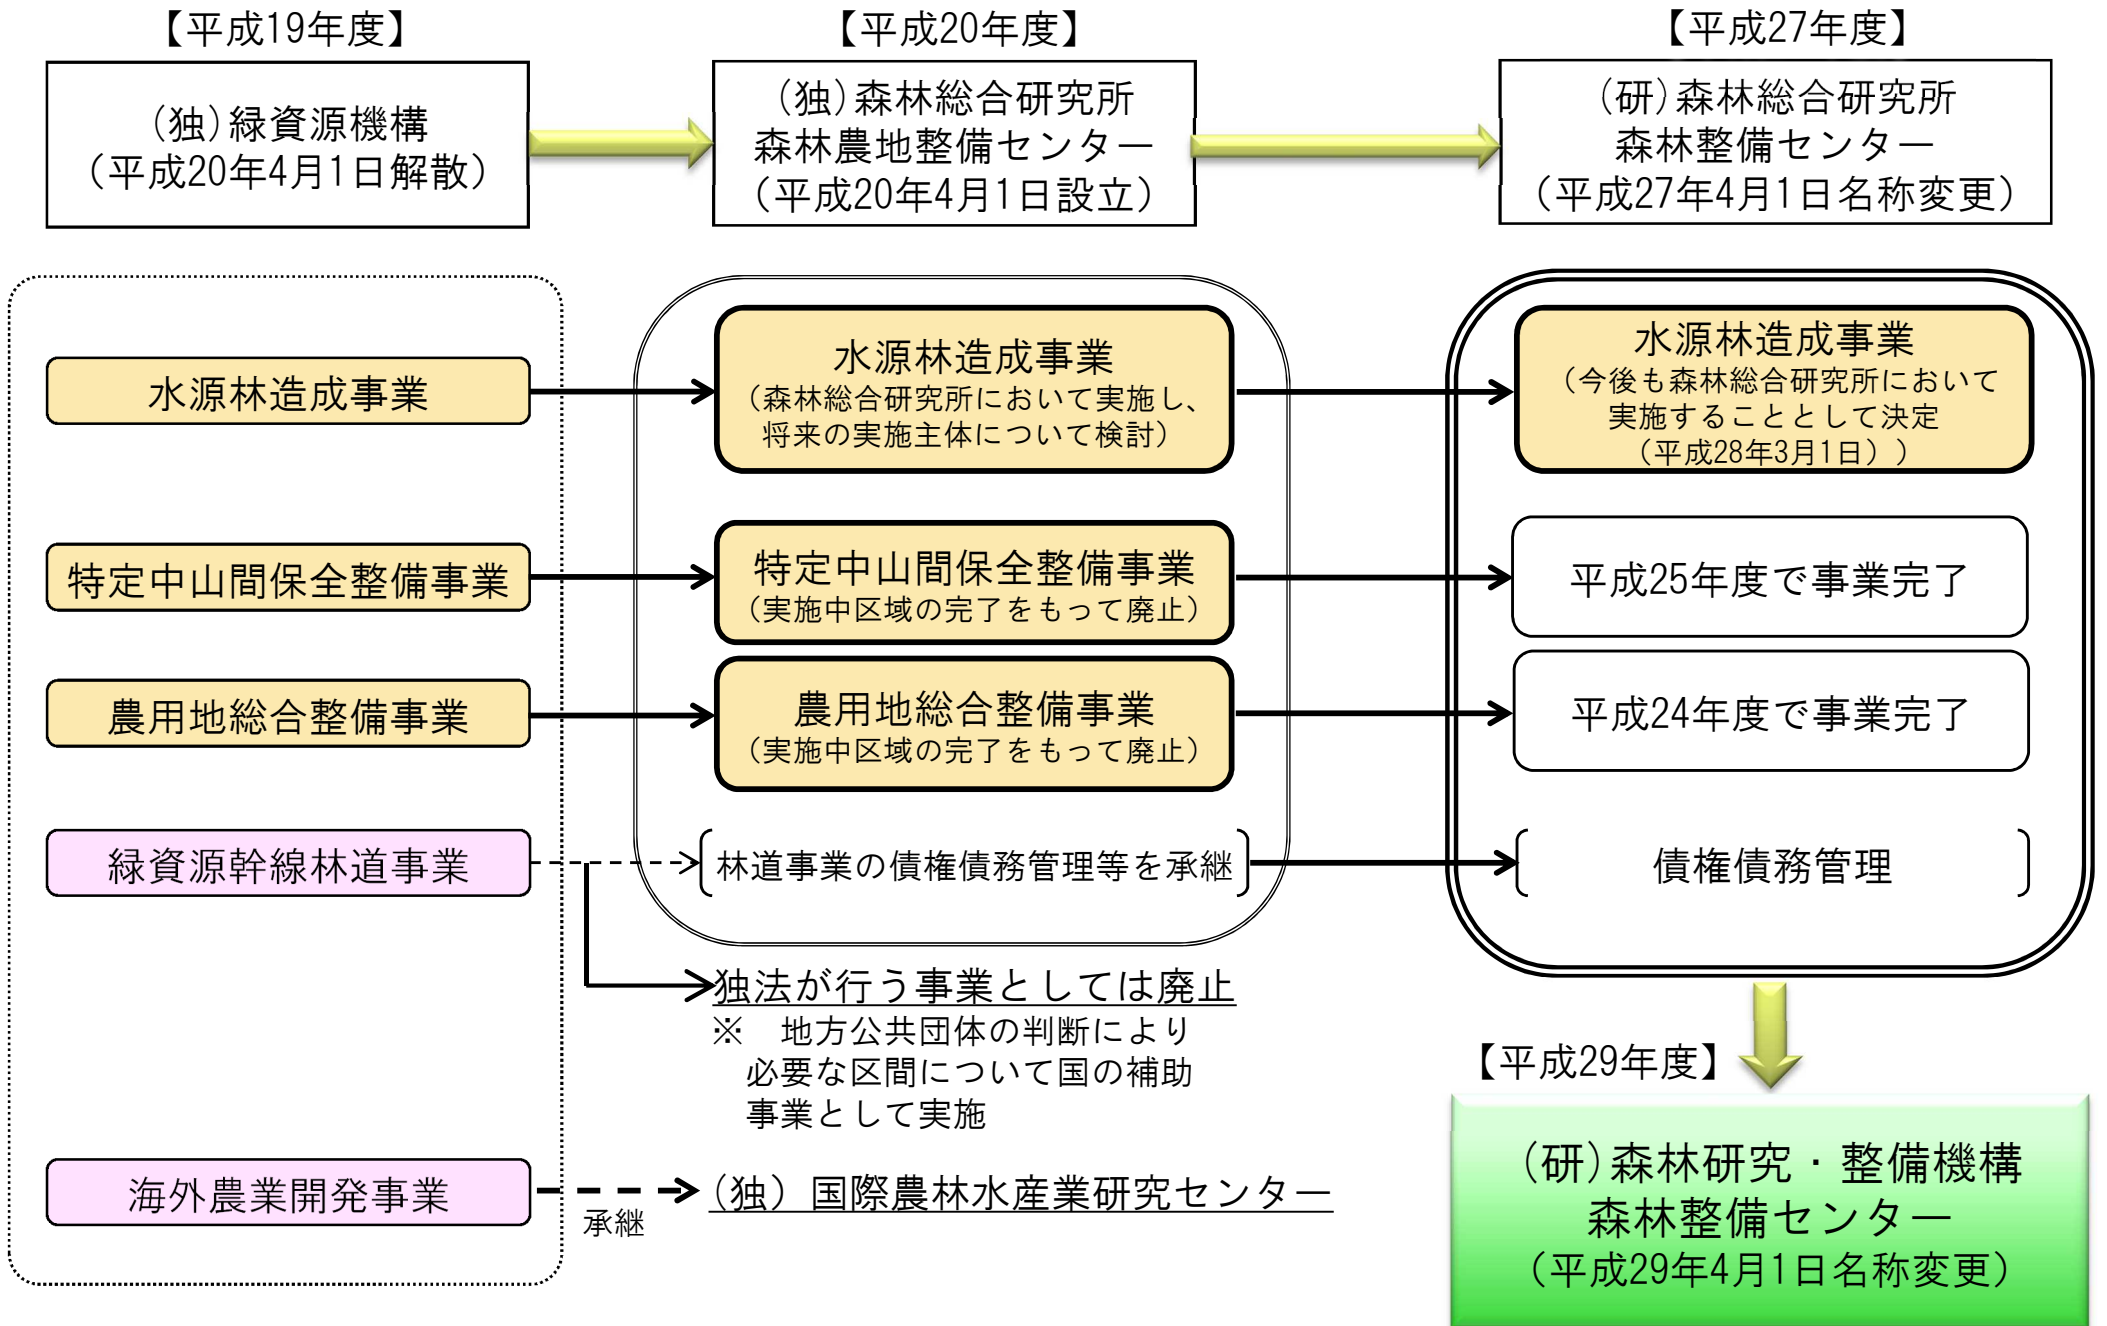 【平成19年度】
(独)緑資源機構
(平成20年4月1日解散)
【平成20年度】
(独)森林総合研究所
森林農地整備センター
(平成20年4月1日設立)
【平成27年度】
(研)森林総合研究所
森林整備センター
(平成27年4月1日名称変更)
水源林造成事業
水源林造成事業
(森林総合研究所において実施し、
将来の実施主体について検討)
水源林造成事業
(今後も森林総合研究所において
実施することとして決定
(平成28年3月1日))
特定中山間保全整備事業
特定中山間保全整備事業
(実施中区域の完了をもって廃止)
平成25年度で事業完了
農用地総合整備事業
農用地総合整備事業
(実施中区域の完了をもって廃止)
平成24年度で事業完了
緑資源幹線林道事業
林道事業の債権債務管理等を承継
債権債務管理
独法が行う事業としては廃止
※　地方公共団体の判断により
必要な区間について国の補助
事業として実施
海外農業開発事業
承継
(独)国際農林水産業研究センター
【平成29年度】
(研)森林研究・整備機構
森林整備センター
(平成29年4月1日名称変更)